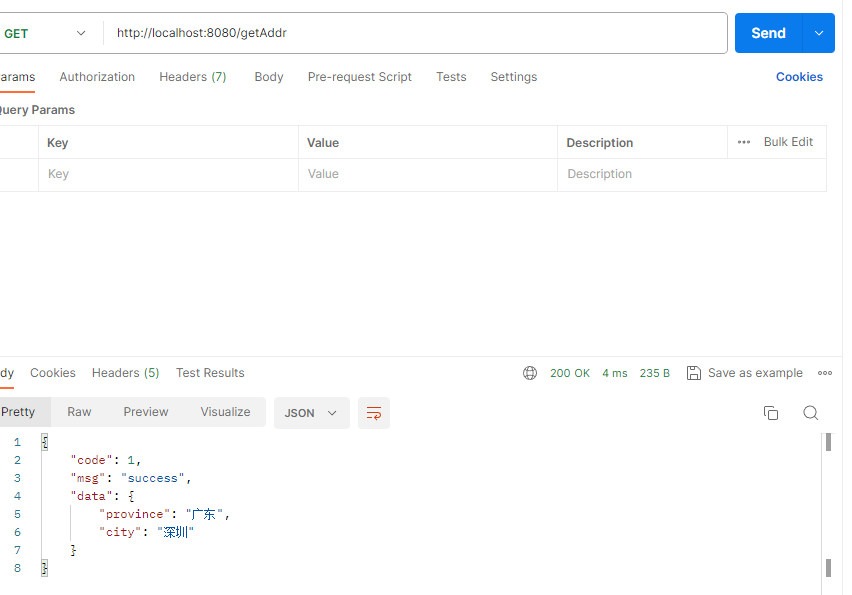 GET http://localhost:8080/getAddr Send
arams Authorization Headers (7) Body Pre-request Script Tests Settings Cookies
Query Params
Key Value Description ••• Bulk Edit
Key Value Description
dy Cookies Headers (5) Test Results 200 OK 4 ms 235 B Save as example •••
Pretty Raw Preview Visualize JSON
1 {
2 "code": 1,
3 "msg": "success",
4 "data": {
5 "province": "广东",
6 "city": "深圳"
7 }
8 }